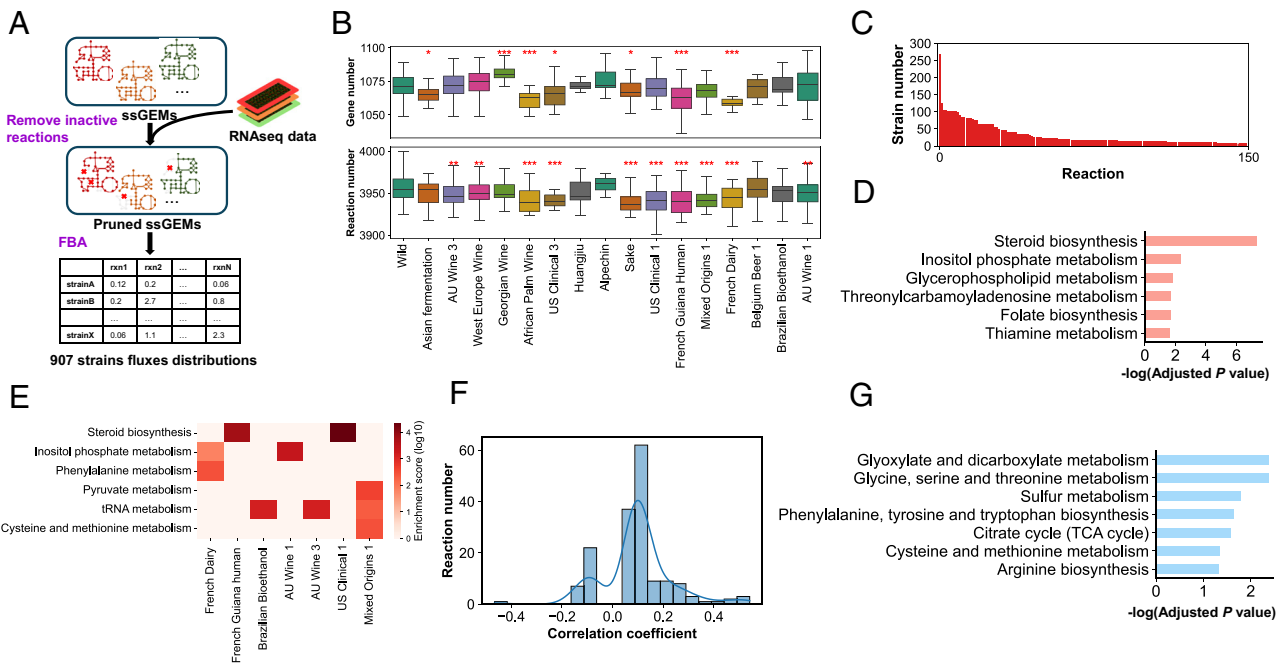 A
ssGEMs
Remove inactive
reactions
RNAseq data
...
Pruned ssGEMs
FBA
rxn1 rxn2 ... rxnN
strainA 0.12 0.2 ... 0.06
strainB 0.2 2.7 ... 0.8
... ... ...
strainX 0.06 1.1 ... 2.3
907 strains fluxes distributions
B
Gene number
1100
1075
1050
* *** *** * * *** ***
Reaction number
4000
3950
3900
** ** *** *** *** *** *** *** *** **
Wild
Asian fermentation
AU Wine 3
West Europe Wine
Georgian Wine
African Palm Wine
US Clinical 3
Huangjiu
Alpechin
Sake
US Clinical 1
French Guiana Human
Mixed Origins 1
French Dairy
Belgium Beer 1
Brazilian Bioethanol
AU Wine 1
C
Strain number
300
250
200
150
100
50
0
0 150
Reaction
D
Steroid biosynthesis
Inositol phosphate metabolism
Glycerophospholipid metabolism
Threonylcarbamoyladenosine metabolism
Folate biosynthesis
Thiamine metabolism
0 2 4 6
-log(Adjusted P value)
E
Steroid biosynthesis
Inositol phosphate metabolism
Phenylalanine metabolism
Pyruvate metabolism
tRNA metabolism
Cysteine and methionine metabolism
French Dairy
French Guiana human
Brazilian Bioethanol
AU Wine 1
AU Wine 3
US Clinical 1
Mixed Origins 1
4
3
2
1
0
Enrichment score (log10)
F
Reaction number
60
40
20
0
−0.4 −0.2 0.0 0.2 0.4
Correlation coefficient
G
Glyoxylate and dicarboxylate metabolism
Glycine, serine and threonine metabolism
Sulfur metabolism
Phenylalanine, tyrosine and tryptophan biosynthesis
Citrate cycle (TCA cycle)
Cysteine and methionine metabolism
Arginine biosynthesis
0 1 2
-log(Adjusted P value)